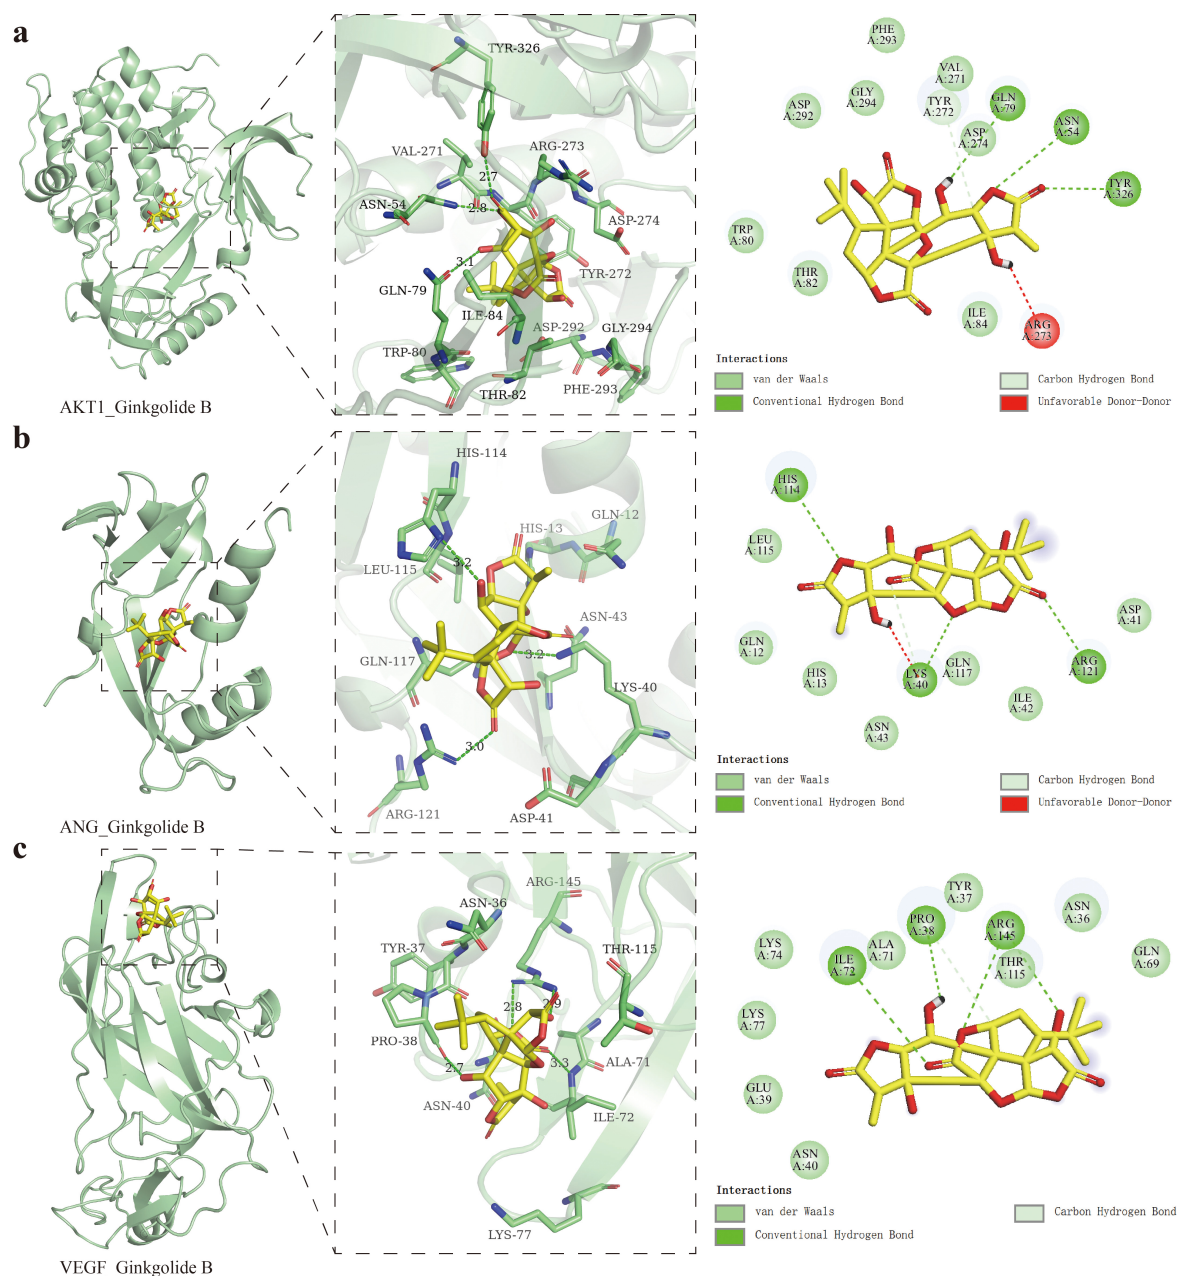 a
TYR-326
VAL-271
ARG-273
2.7
ASN-54
2.8
ASP-274
3.1
TYR-272
GLN-79
ILE-84
ASP-292
GLY-294
TRP-80
THR-82
PHE-293
AKT1_Ginkgolide B
PHE
A:293
VAL
A:271
ASP
A:292
GLY
A:294
TYR
A:272
GLN
A:79
ASP
A:274
ASN
A:54
TYR
A:326
TRP
A:80
THR
A:82
ILE
A:84
ARG
A:273
Interactions
van der Waals
Conventional Hydrogen Bond
Carbon Hydrogen Bond
Unfavorable Donor-Donor
b
HIS-114
GLN-12
HIS-13
3.2
LEU-115
ASN-43
3.2
GLN-117
LYS-40
3.0
ARG-121
ASP-41
ANG_Ginkgolide B
HIS
A:114
LEU
A:115
GLN
A:12
HIS
A:13
LYS
A:40
GLN
A:117
ASN
A:43
ILE
A:42
ARG
A:121
ASP
A:41
Interactions
van der Waals
Conventional Hydrogen Bond
Carbon Hydrogen Bond
Unfavorable Donor-Donor
c
ARG-145
ASN-36
TYR-37
THR-115
2.8
2.9
PRO-38
3.3
ALA-71
2.7
ASN-40
ILE-72
LYS-77
VEGF_Ginkgolide B
TYR
A:37
PRO
A:38
ARG
A:145
ASN
A:36
LYS
A:74
ALA
A:71
ILE
A:72
THR
A:115
GLN
A:69
LYS
A:77
GLU
A:39
ASN
A:40
Interactions
van der Waals
Conventional Hydrogen Bond
Carbon Hydrogen Bond